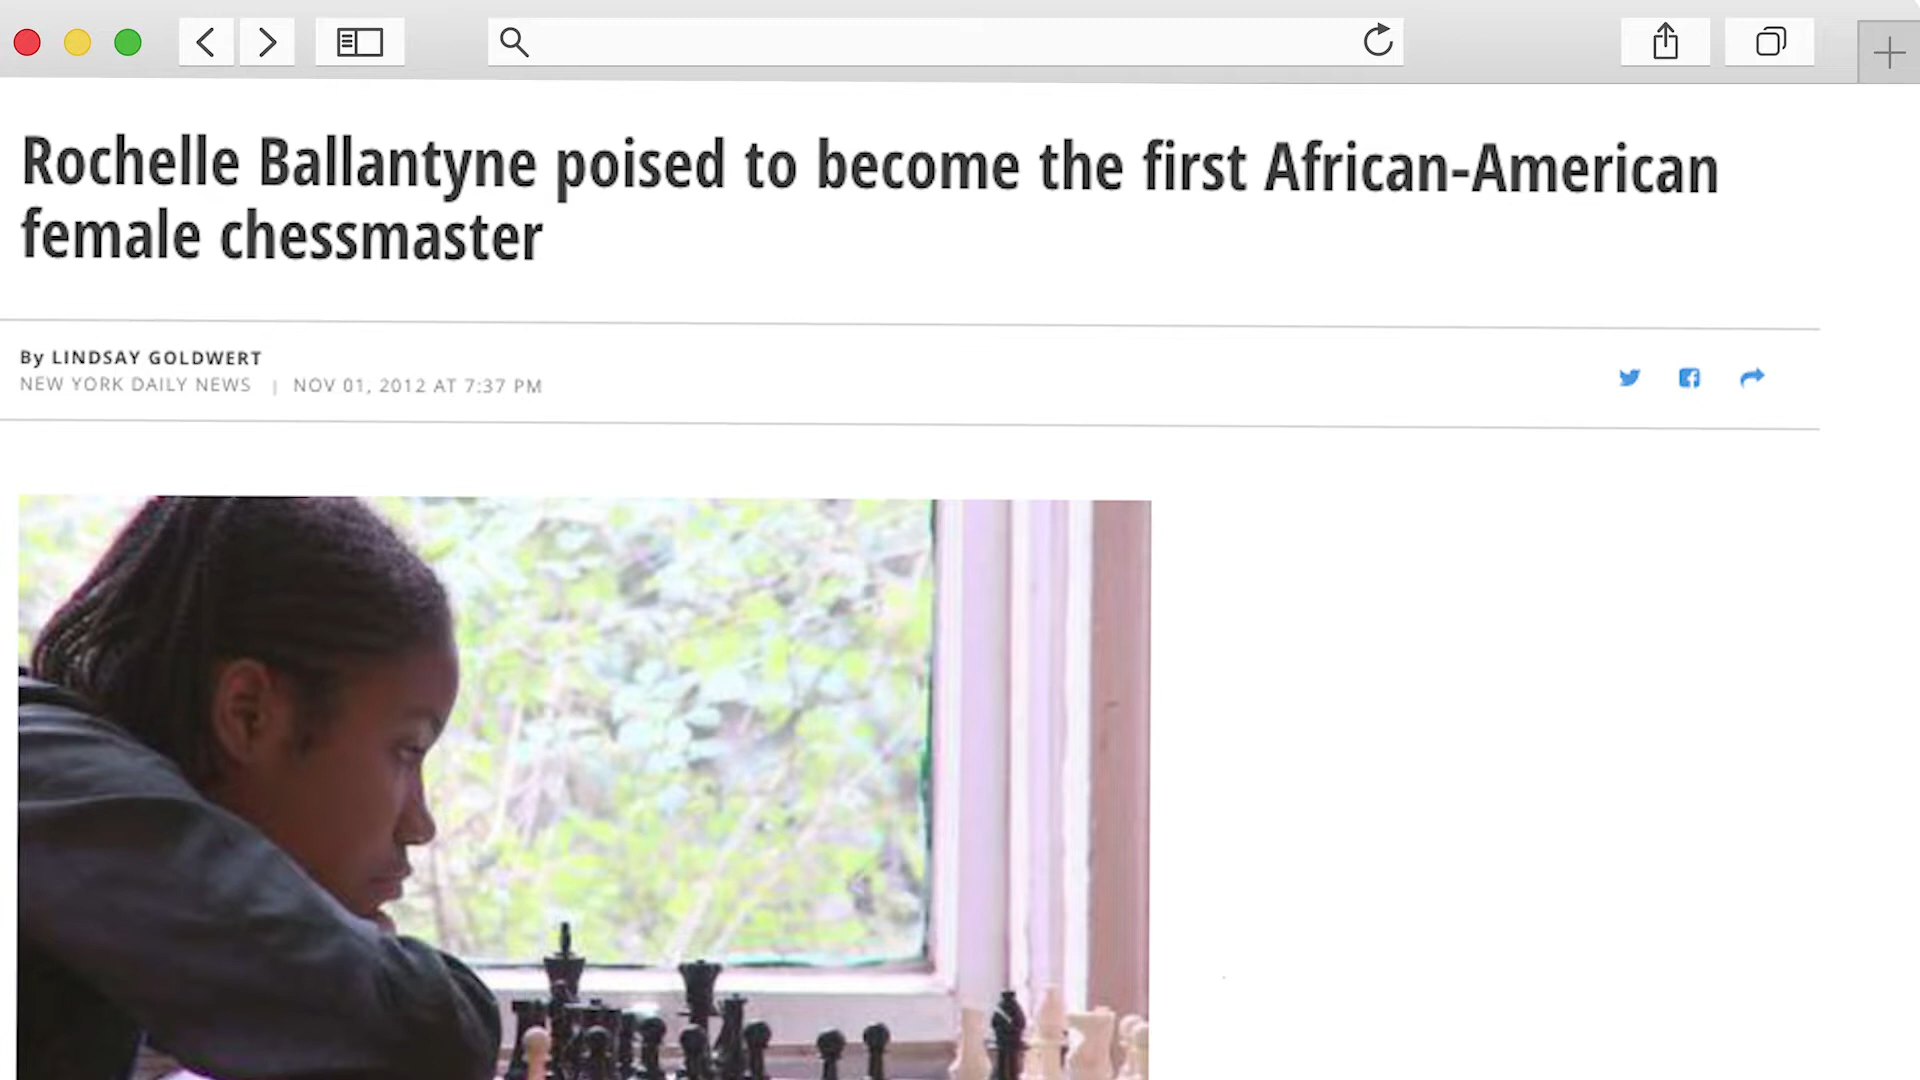 Rochelle Ballantyne poised to become the first African-American
female chessmaster
By LINDSAY GOLDWERT
NEW YORK DAILY NEWS | NOV 01, 2012 AT 7:37 PM